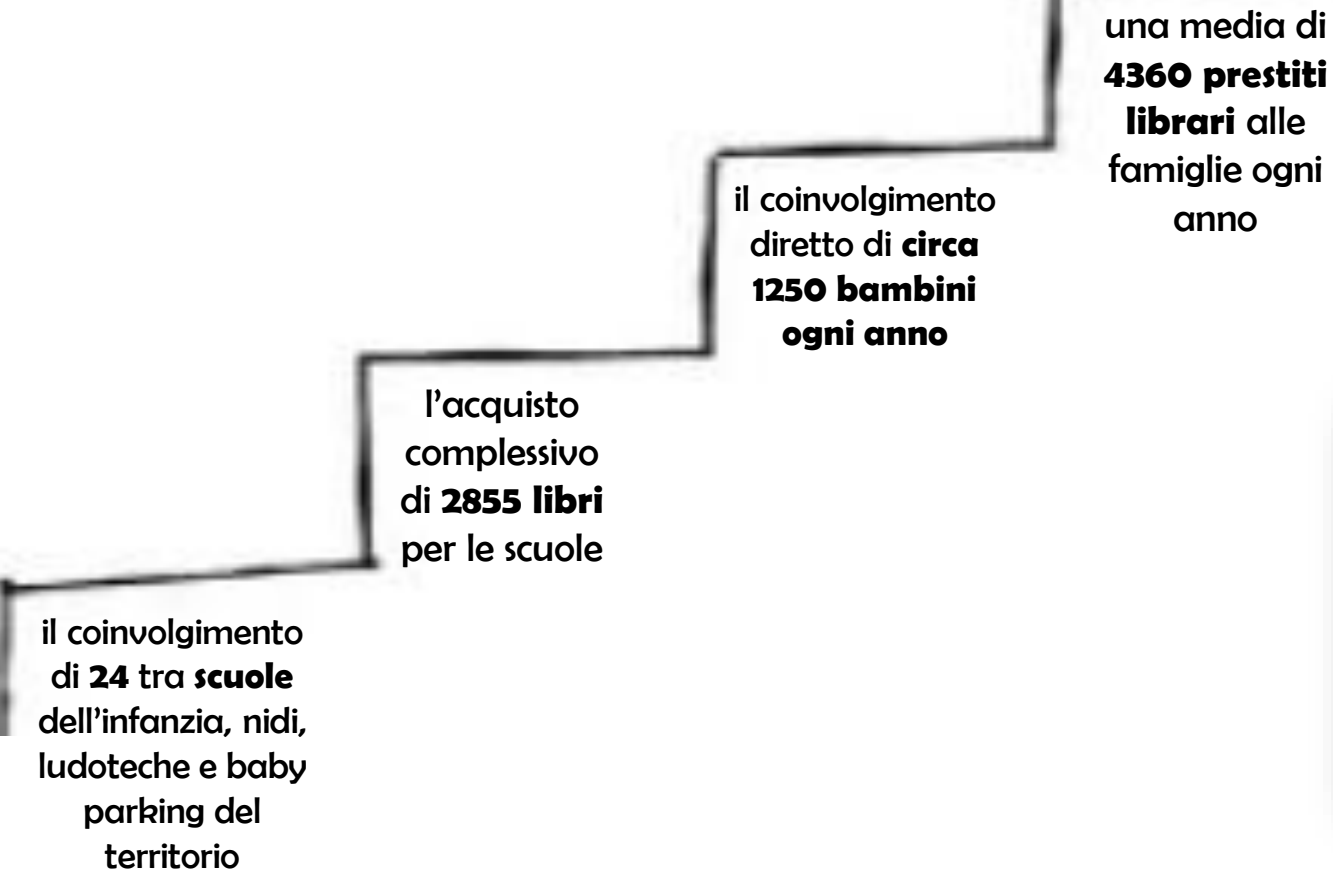 una media di
4360 prestiti
librari alle
famiglie ogni
anno
il coinvolgimento
diretto di circa
1250 bambini
ogni anno
l'acquisto
complessivo
di 2855 libri
per le scuole
il coinvolgimento
di 24 tra scuole
dell'infanzia, nidi,
ludoteche e baby
parking del
territorio